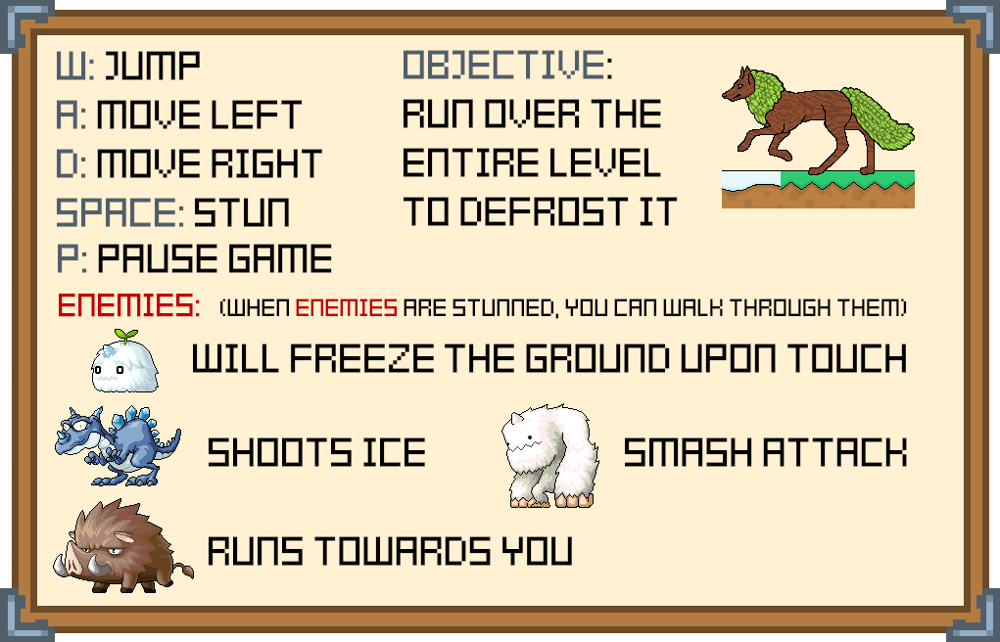 W: JUMP
A: MOVE LEFT
D: MOVE RIGHT
SPACE: STUN
P: PAUSE GAME
OBJECTIVE:
RUN OVER THE
ENTIRE LEVEL
TO DEFROST IT
ENEMIES: (WHEN ENEMIES ARE STUNNED, YOU CAN WALK THROUGH THEM)
WILL FREEZE THE GROUND UPON TOUCH
SHOOTS ICE
SMASH ATTACK
RUNS TOWARDS YOU